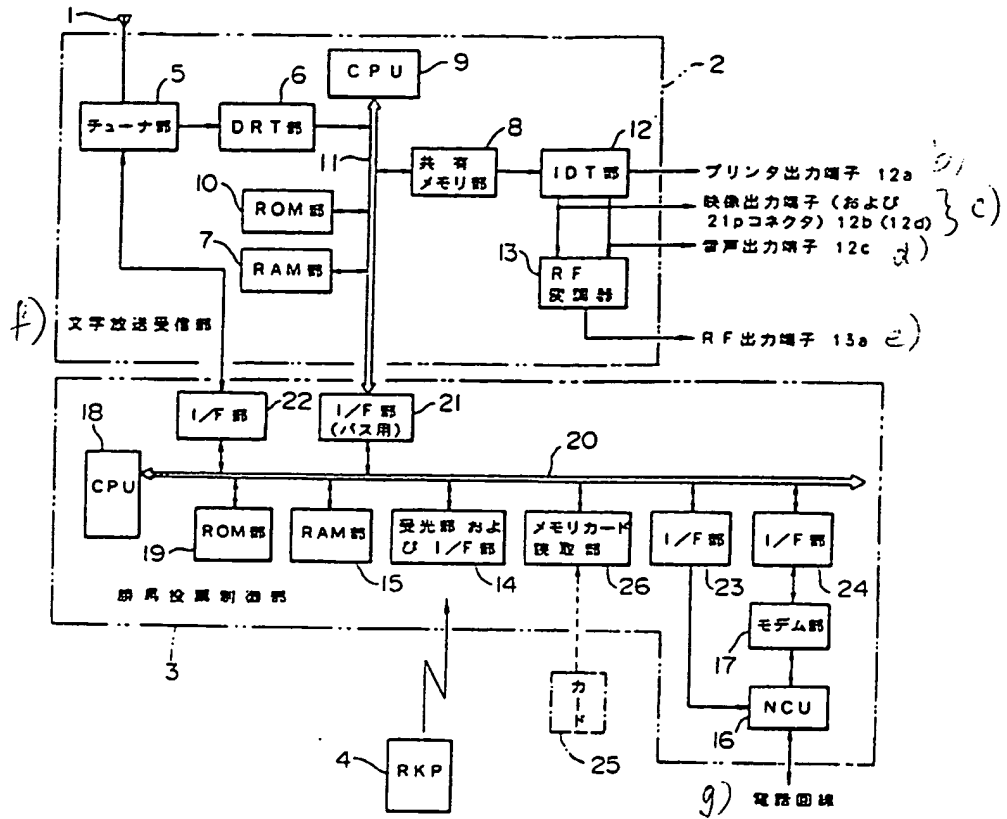 1
2
5
6
CPU
9
チューナ部
DRT部
11
8
12
共有
メモリ部
IDT部
プリンタ出力端子 12a
b)
10
ROM部
映像出力端子 (および
21pコネクタ) 12b (12d)
} c)
7
RAM部
13
RF
変調器
音声出力端子 12c
d)
f)
文字放送受信部
RF出力端子 13a
e)
18
I/F部
22
I/F部
(バス用)
21
20
CPU
ROM部
RAM部
受光部 および
び I/F部
メモリカード
読取部
I/F部
I/F部
19
15
14
26
23
24
勝馬投票制御部
モデム部
17
3
カード
NCU
16
4
RKP
25
g)
電話回線